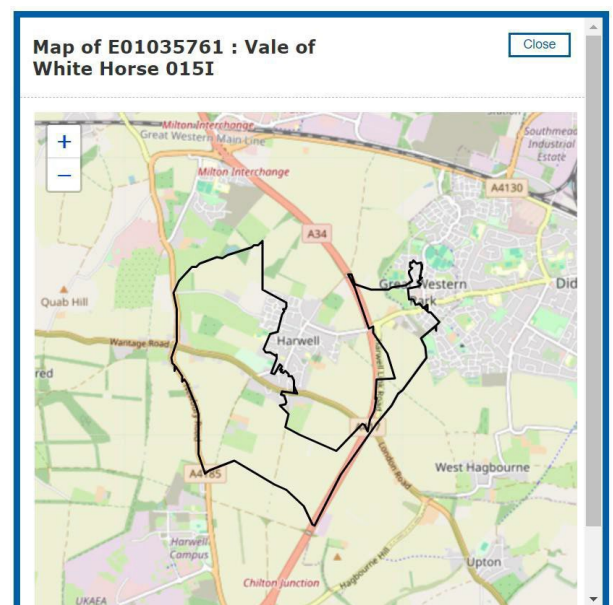 Map of E01035761 : Vale of
White Horse 015I
Close
+
−
Milton Interchange
Great Western Main Line
Southmead
Industrial
Estate
Milton Interchange
A4130
A34
Great Western
Park
Did
Quab Hill
Harwell
Wantage Road
Harwell Link Road
red
London
Road
West Hagbourne
A4185
Harwell
Campus
Hagbourne Hill
Upton
Chilton Junction
UKAEA